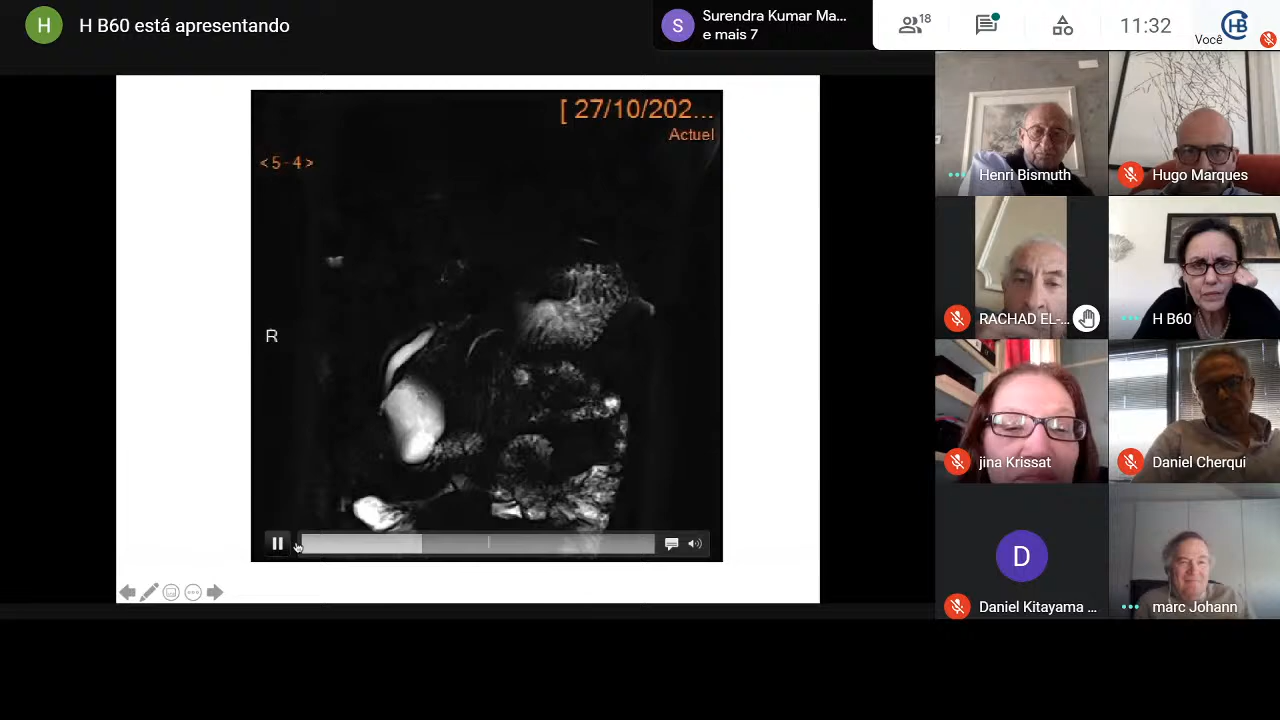 H
H B60 está apresentando
S
Surendra Kumar Ma...
e mais 7
18
11:32
Você
HB
[ 27/10/202...
Actuel
<5-4>
R
Henri Bismuth
Hugo Marques
RACHAD EL-...
H B60
jina Krissat
Daniel Cherqui
D
Daniel Kitayama ...
marc Johann